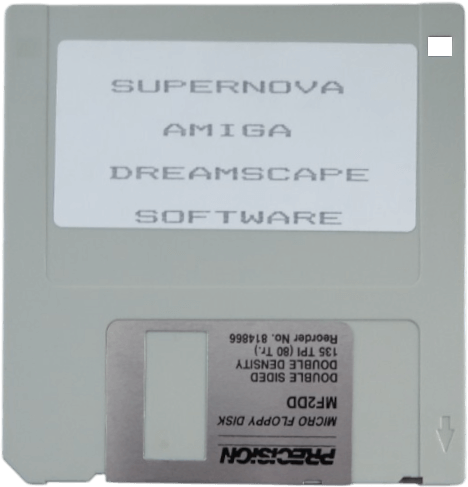 SUPERNOVA
AMIGA
DREAMSCAPE
SOFTWARE
PRECISION
MICRO FLOPPY DISK
MF2DD
DOUBLE SIDED
DOUBLE DENSITY
135 TPI (80 Tr.)
Reorder No. 814866